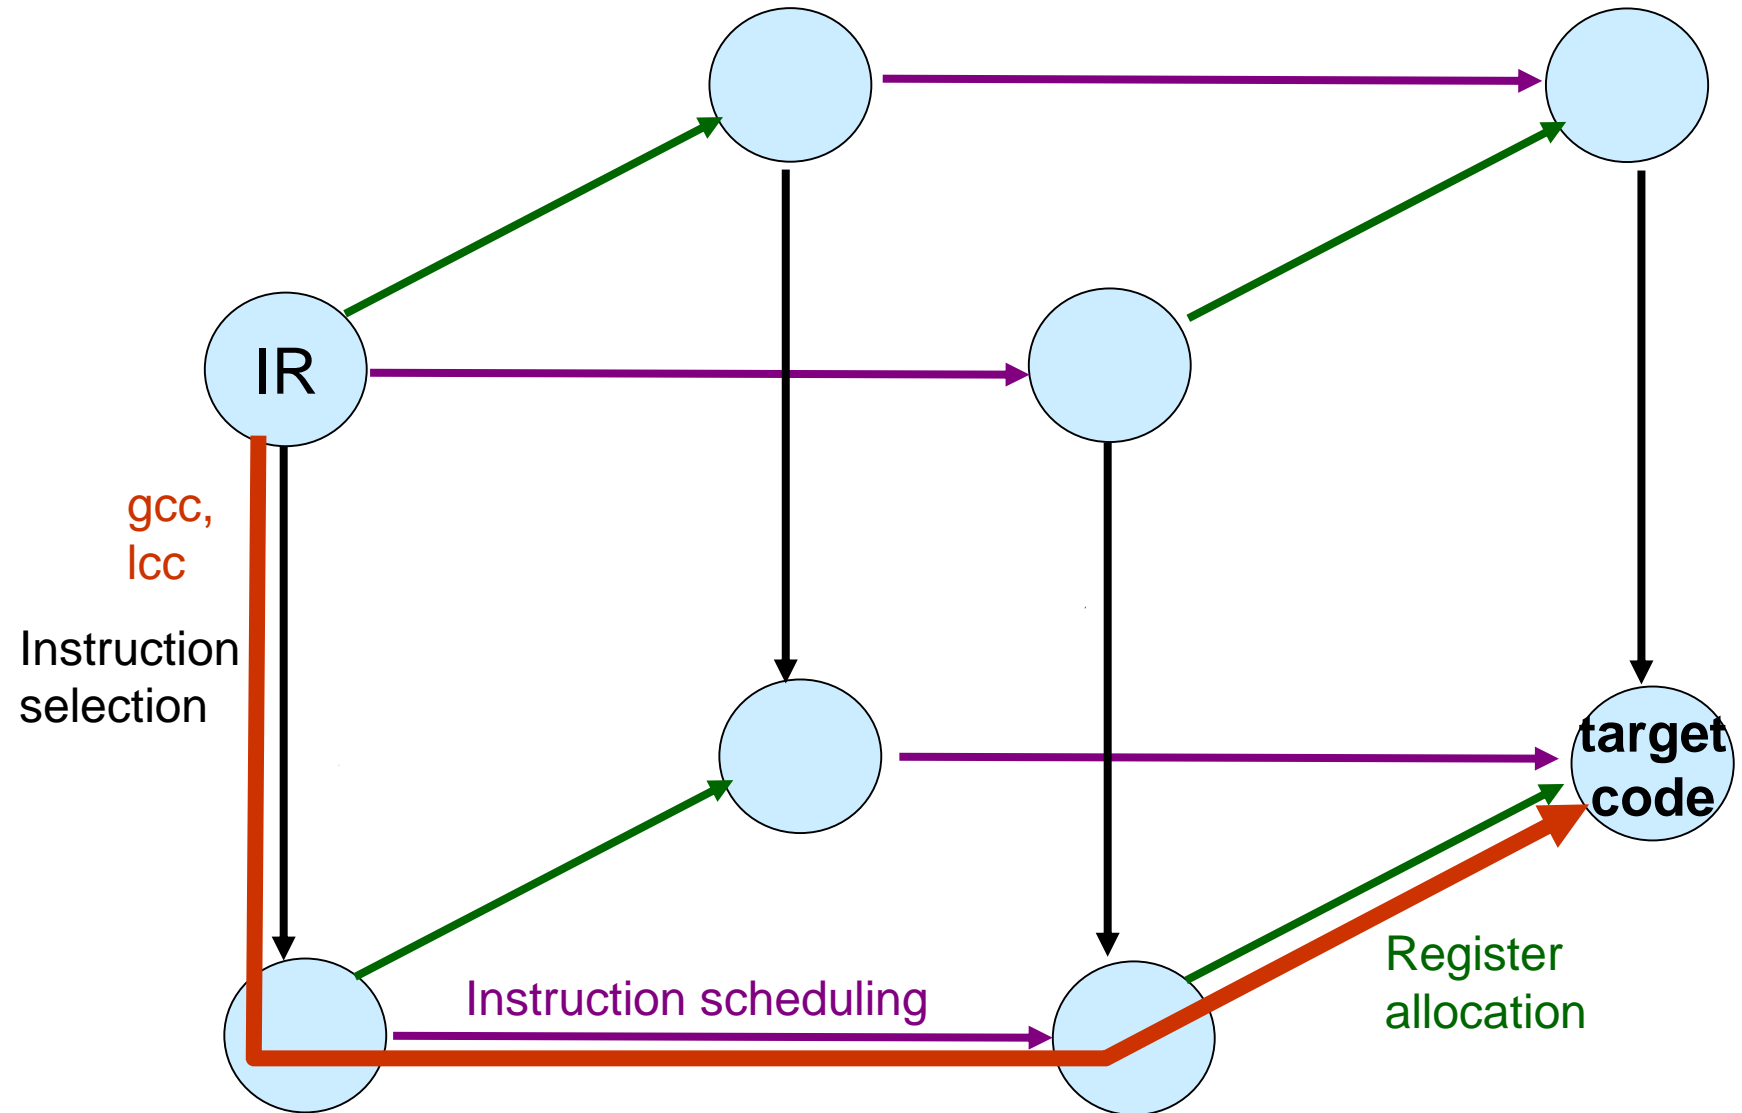 IR
gcc,
lcc
Instruction
selection
target
code
Instruction scheduling
Register
allocation